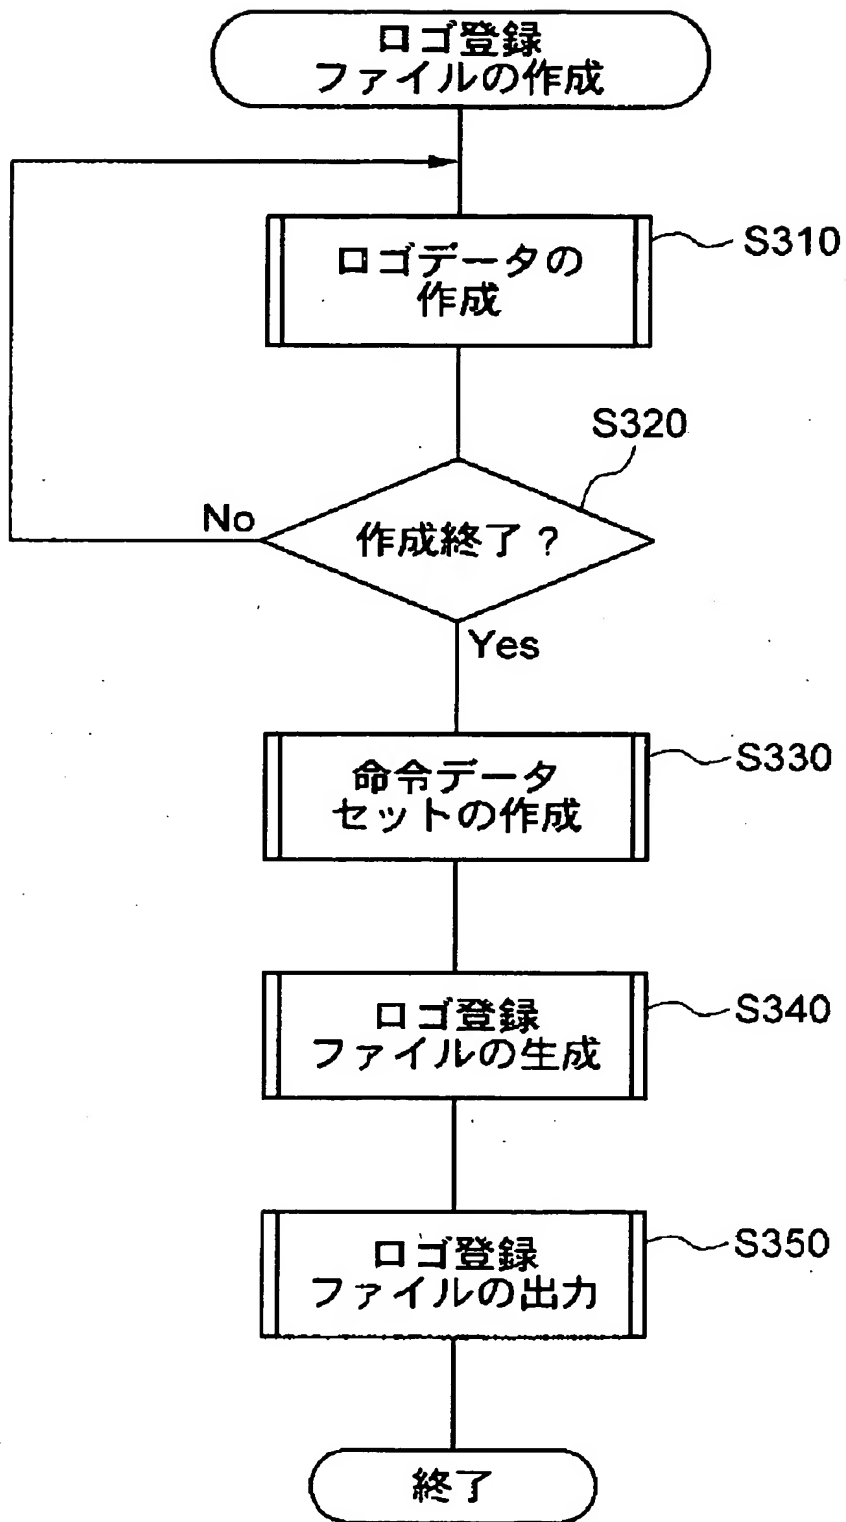 ロゴ登録
ファイルの作成
ロゴデータの
作成
S310
S320
作成終了?
No
Yes
命令データ
セットの作成
S330
ロゴ登録
ファイルの生成
S340
ロゴ登録
ファイルの出力
S350
終了